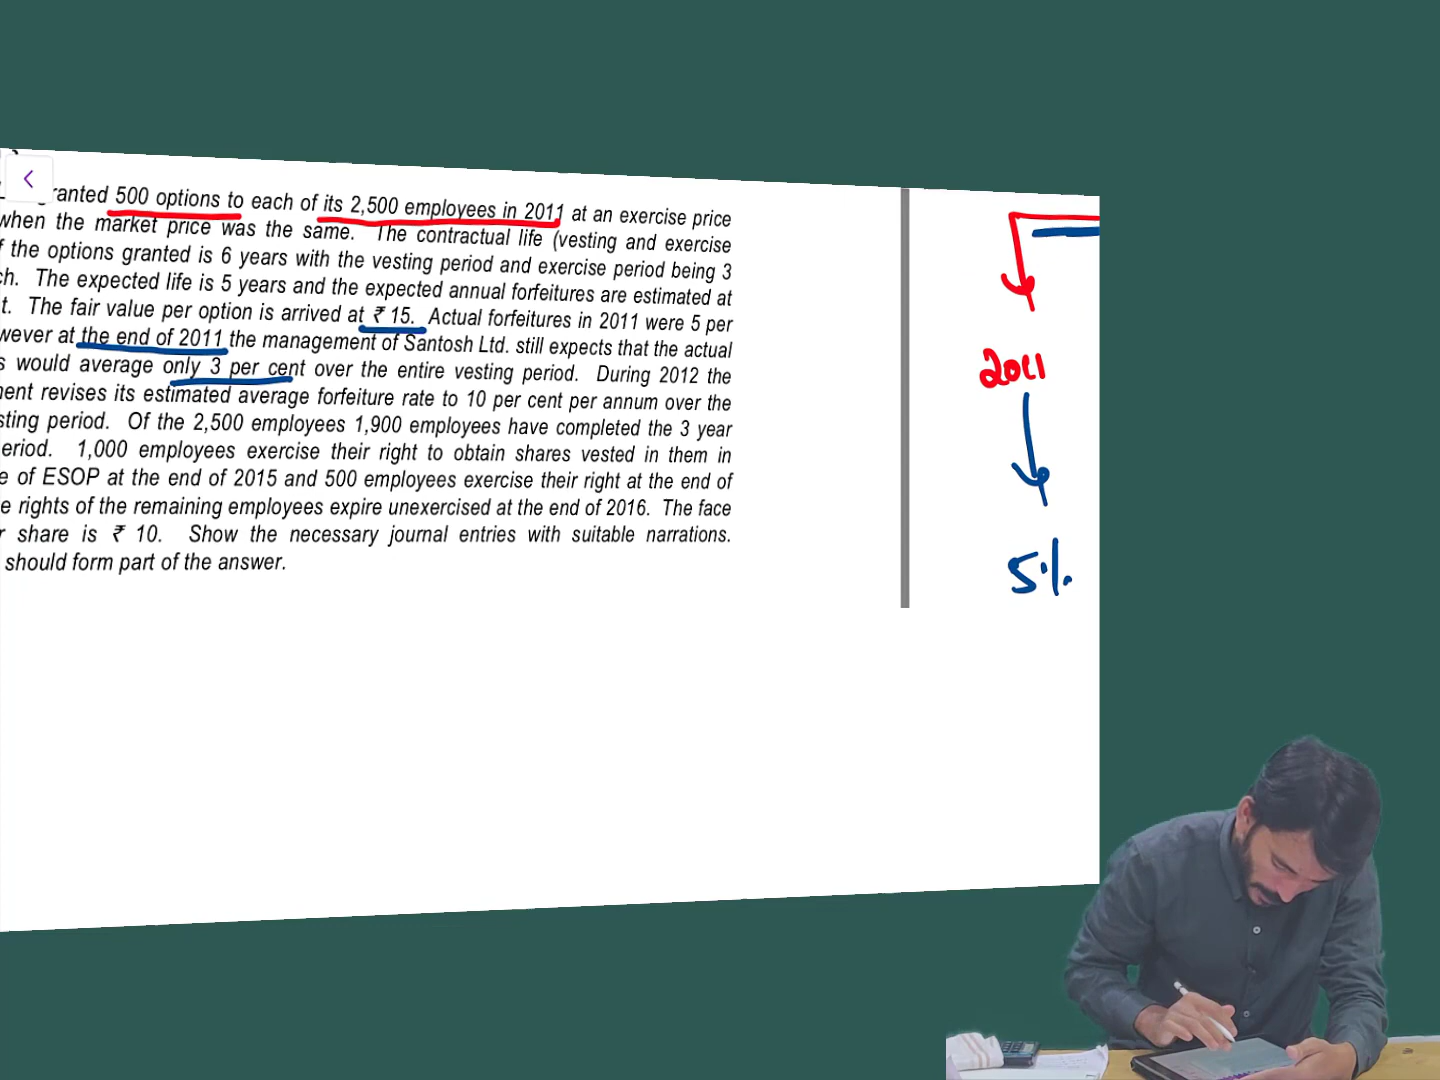 granted 500 options to each of its 2,500 employees in 2011 at an exercise price
when the market price was the same. The contractual life (vesting and exercise
the options granted is 6 years with the vesting period and exercise period being 3
The expected life is 5 years and the expected annual forfeitures are estimated at
The fair value per option is arrived at ₹ 15. Actual forfeitures in 2011 were 5 per
at the end of 2011 the management of Santosh Ltd. still expects that the actual
would average only 3 per cent over the entire vesting period. During 2012 the
revises its estimated average forfeiture rate to 10 per cent per annum over the
period. Of the 2,500 employees 1,900 employees have completed the 3 year
1,000 employees exercise their right to obtain shares vested in them in
of ESOP at the end of 2015 and 500 employees exercise their right at the end of
rights of the remaining employees expire unexercised at the end of 2016. The face
share is ₹ 10. Show the necessary journal entries with suitable narrations.
should form part of the answer.
2011
5%